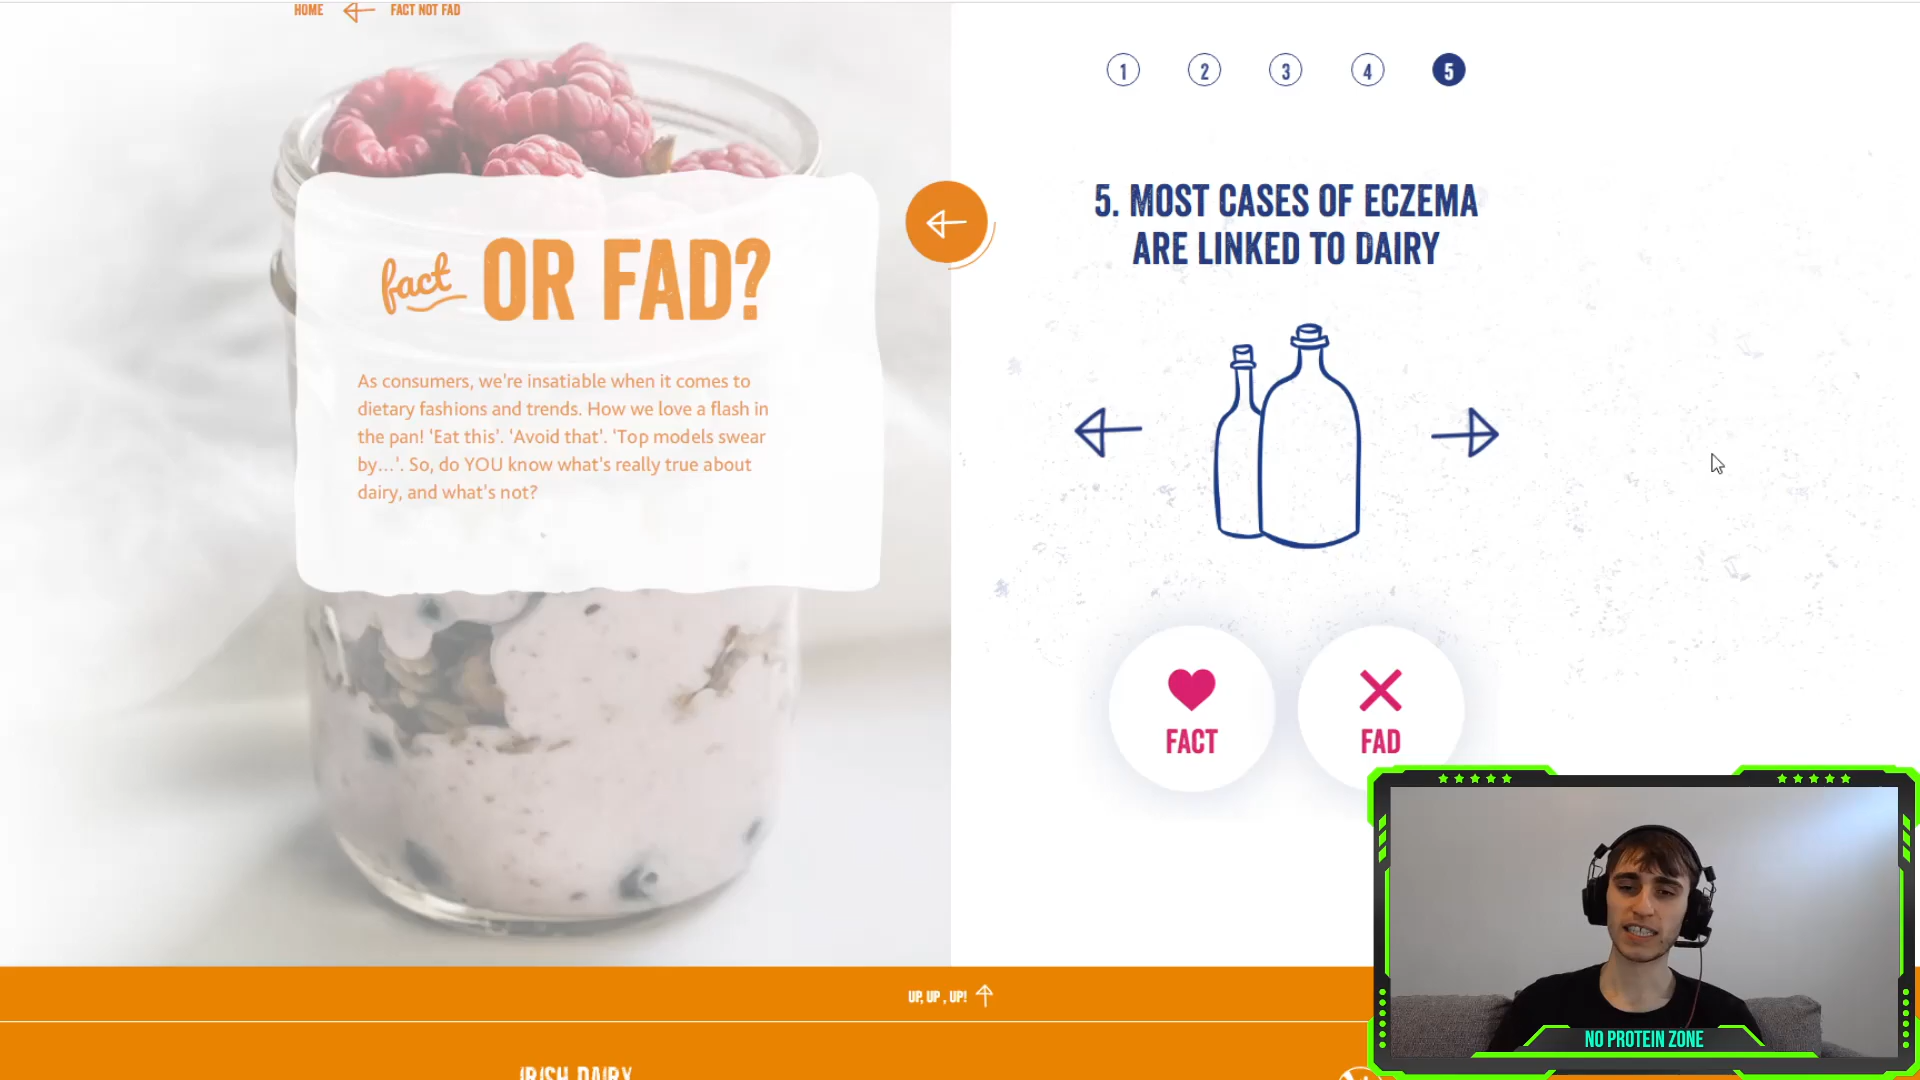 HOME FACT NOT FAD
fact OR FAD?
As consumers, we're insatiable when it comes to
dietary fashions and trends. How we love a flash in
the pan! 'Eat this'. 'Avoid that'. 'Top models swear
by...'. So, do YOU know what's really true about
dairy, and what's not?
1 2 3 4 5
5. MOST CASES OF ECZEMA
ARE LINKED TO DAIRY
FACT
FAD
UP, UP, UP!
IRISH DAIRY
NO PROTEIN ZONE